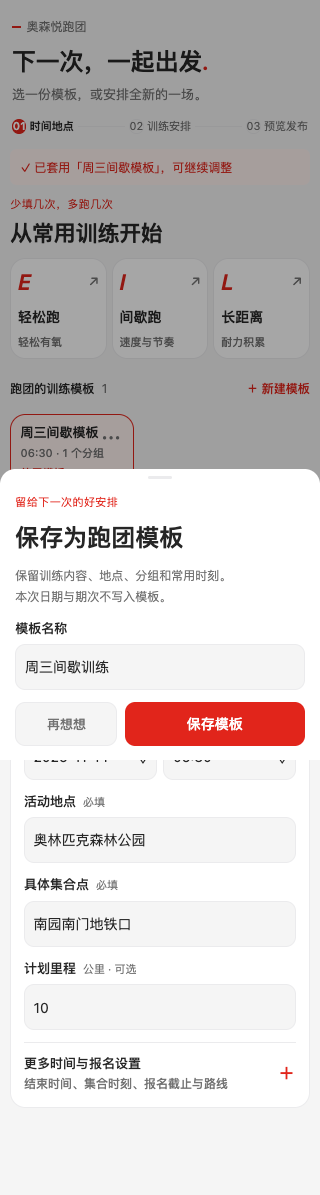 奥森悦跑团
下一次，一起出发.
选一份模板，或安排全新的一场。
01 时间地点 02 训练安排 03 预览发布
✓ 已套用「周三间歇模板」，可继续调整
少填几次，多跑几次
从常用训练开始
E ↗ I ↗ L ↗
轻松跑 间歇跑 长距离
轻松有氧 速度与节奏 耐力积累
跑团的训练模板 1 + 新建模板
周三间歇模板 ...
06:30 · 1 个分组
留给下一次的好安排
保存为跑团模板
保留训练内容、地点、分组和常用时刻。
本次日期与期次不写入模板。
模板名称
周三间歇训练
再想想 保存模板
活动地点 必填
奥林匹克森林公园
具体集合点 必填
南园南门地铁口
计划里程 公里 · 可选
10
更多时间与报名设置 +
结束时间、集合时刻、报名截止与路线